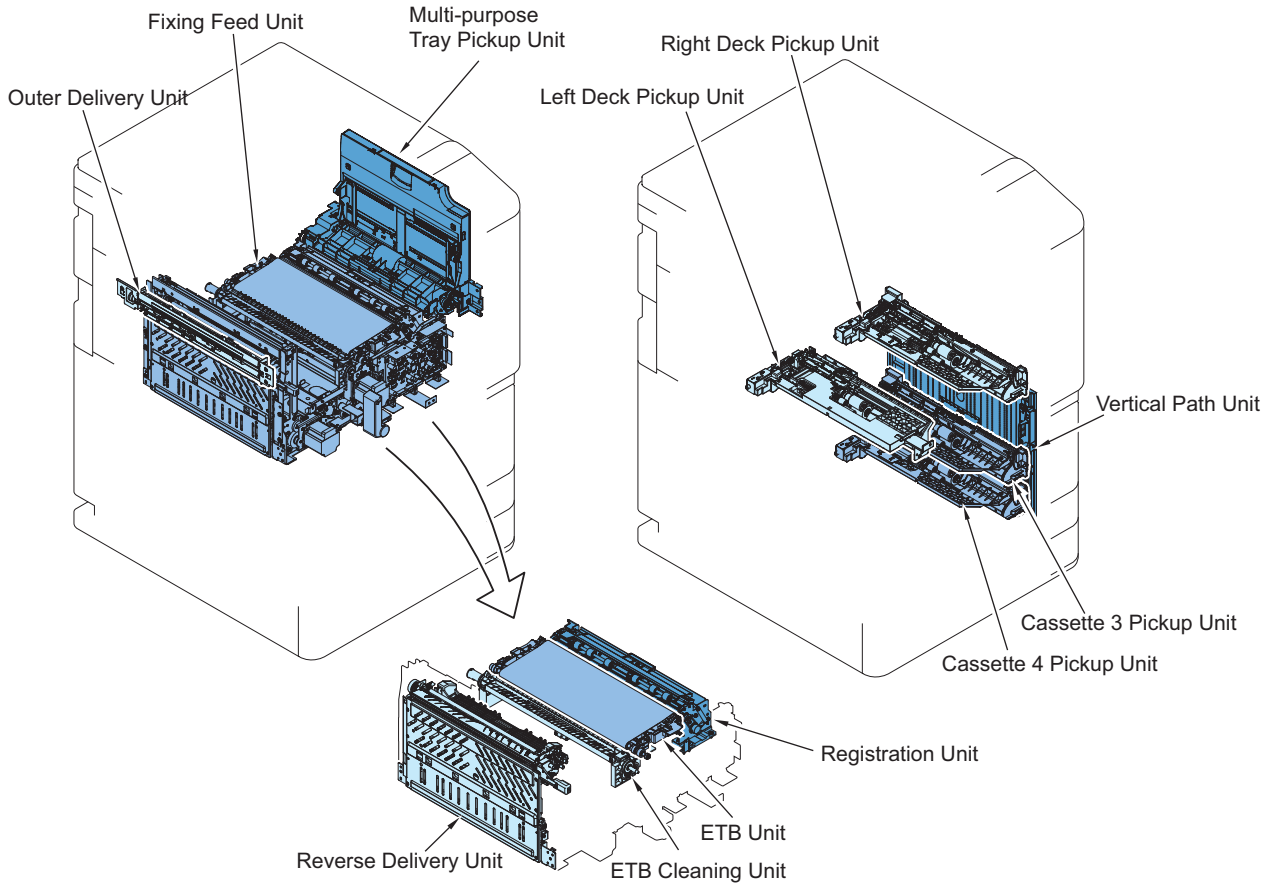 Fixing Feed Unit
Multi-purpose
Tray Pickup Unit
Outer Delivery Unit
Right Deck Pickup Unit
Left Deck Pickup Unit
Vertical Path Unit
Cassette 3 Pickup Unit
Cassette 4 Pickup Unit
Registration Unit
ETB Unit
ETB Cleaning Unit
Reverse Delivery Unit